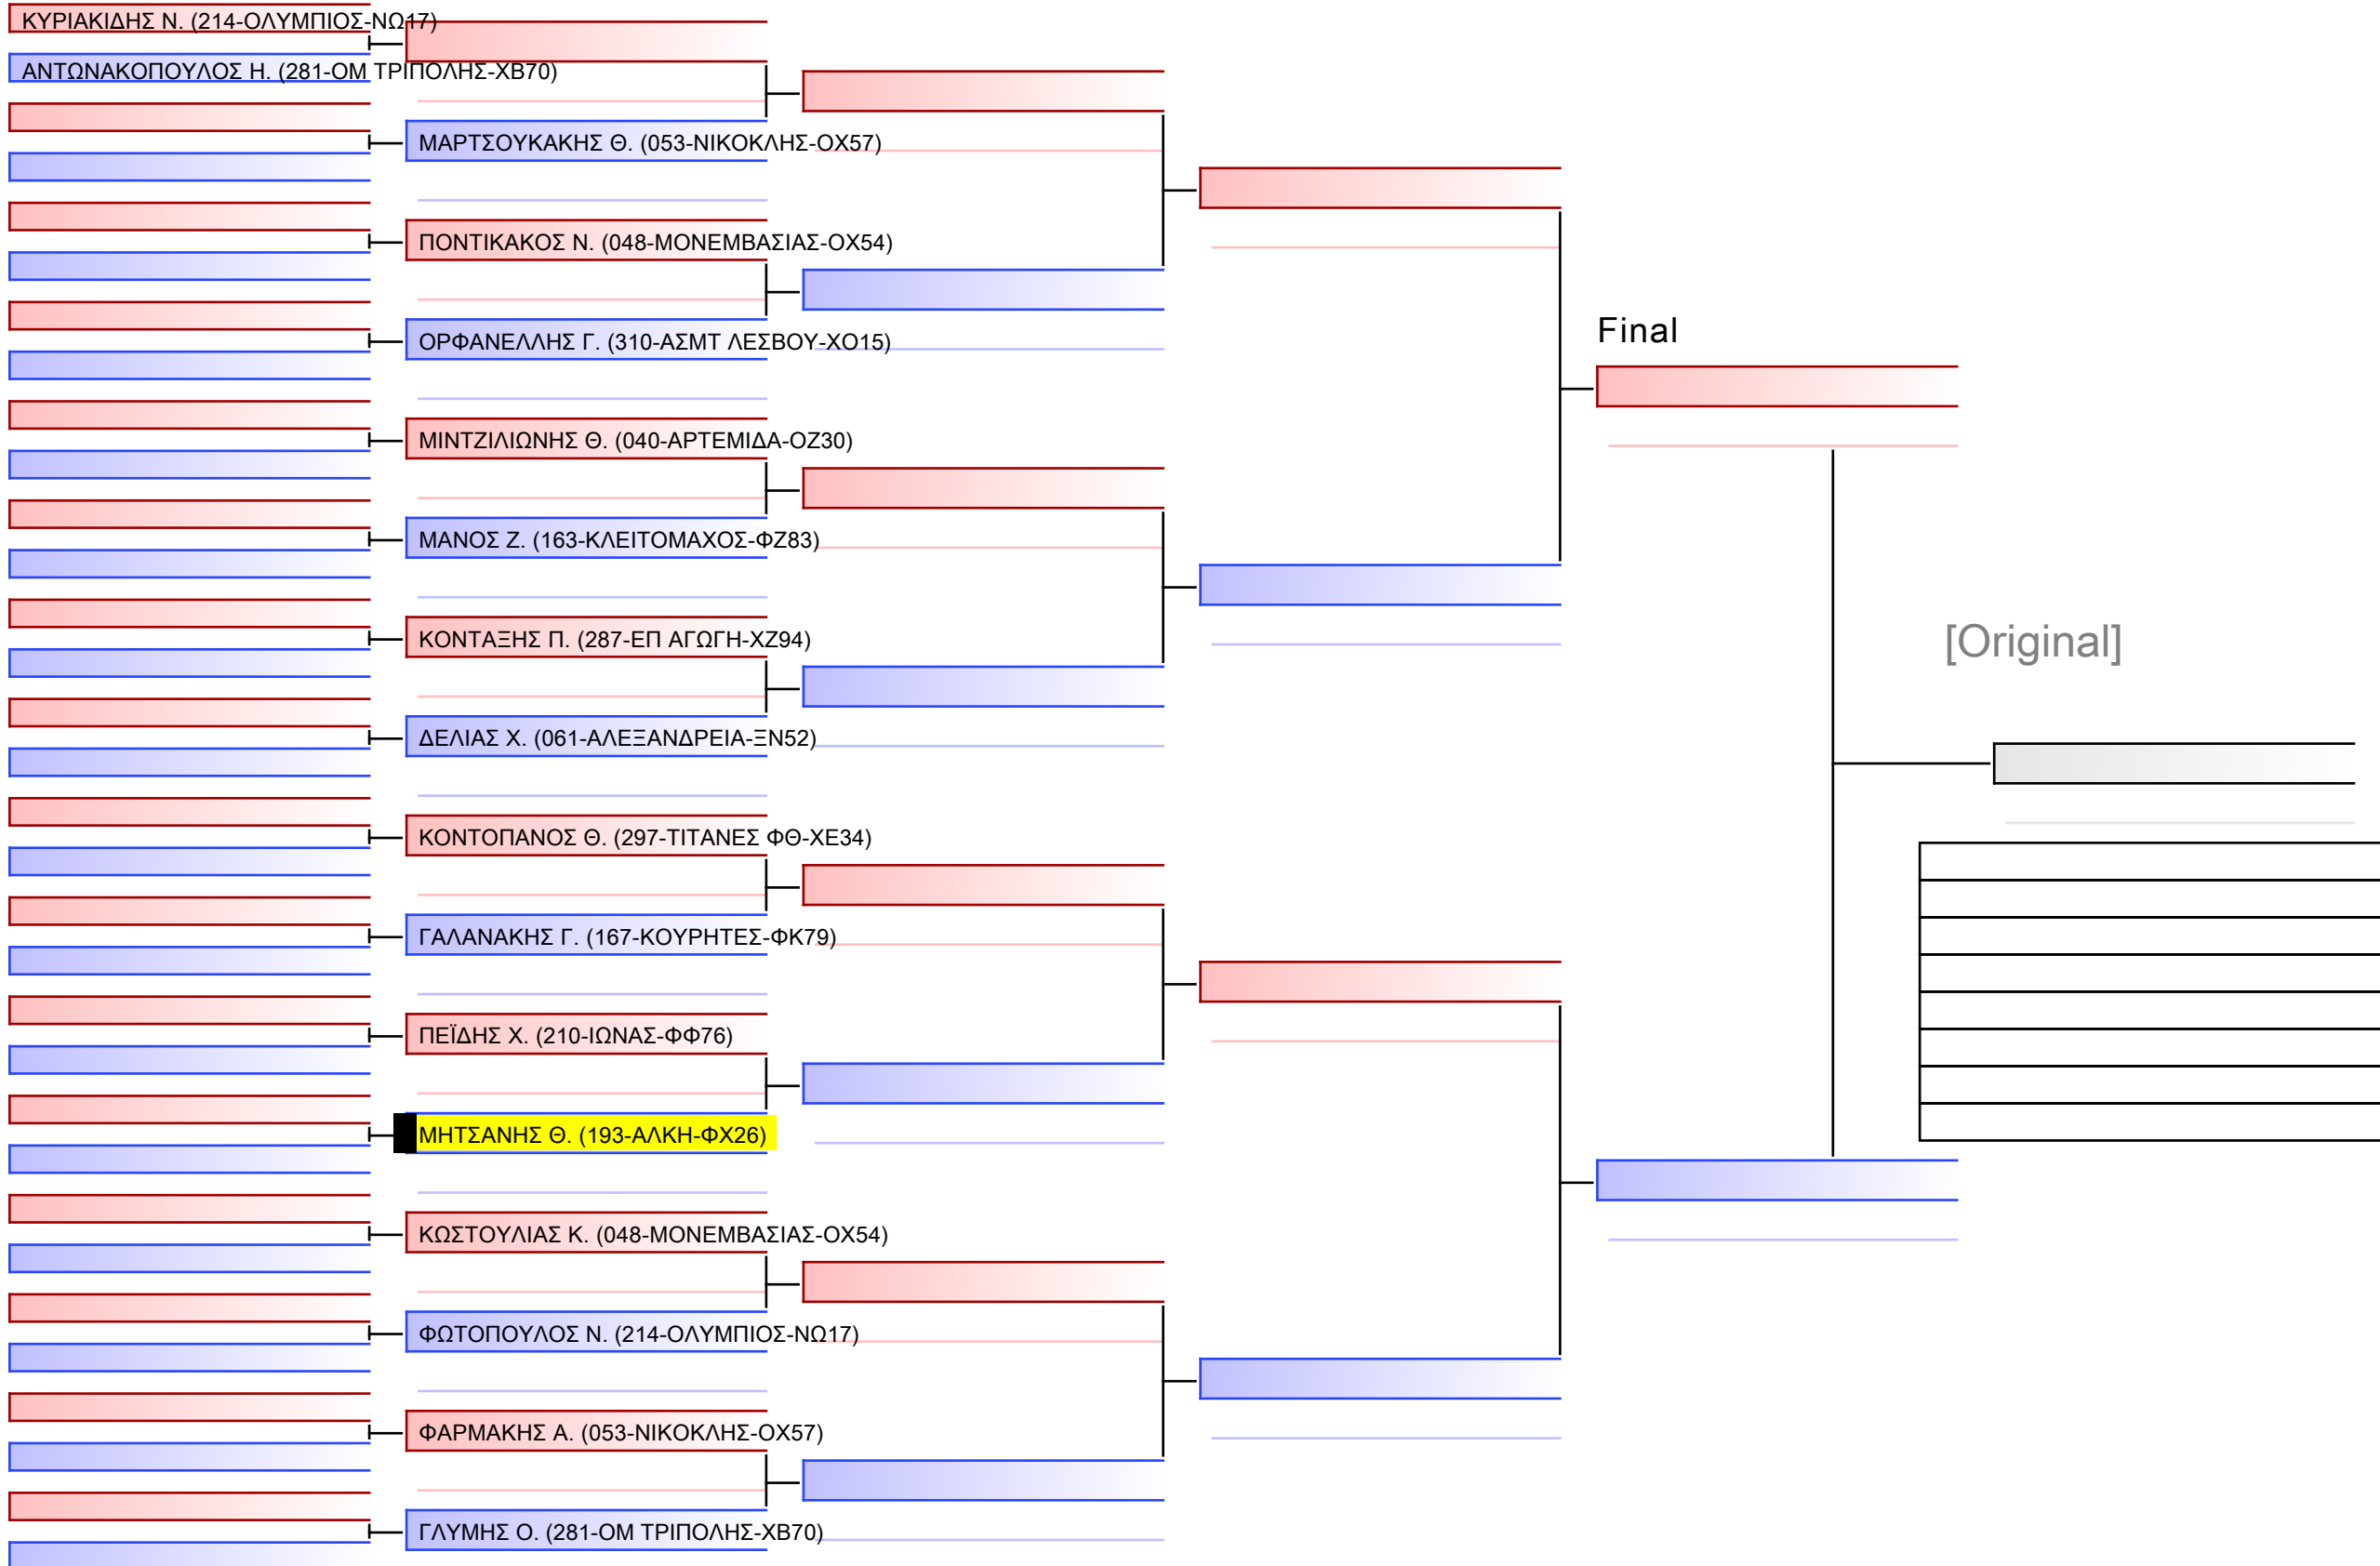 ΚΥΡΙΑΚΙΔΗΣ Ν. (214-ΟΛΥΜΠΙΟΣ-ΝΩ17)
ΑΝΤΩΝΑΚΟΠΟΥΛΟΣ Η. (281-ΟΜ ΤΡΙΠΟΛΗΣ-ΧΒ70)
ΜΑΡΤΣΟΥΚΑΚΗΣ Θ. (053-ΝΙΚΟΚΛΗΣ-ΟΧ57)
ΠΟΝΤΙΚΑΚΟΣ Ν. (048-ΜΟΝΕΜΒΑΣΙΑΣ-ΟΧ54)
ΟΡΦΑΝΕΛΛΗΣ Γ. (310-ΑΣΜΤ ΛΕΣΒΟΥ-ΧΟ15)
Final
ΜΙΝΤΖΙΛΙΩΝΗΣ Θ. (040-ΑΡΤΕΜΙΔΑ-ΟΖ30)
ΜΑΝΟΣ Ζ. (163-ΚΛΕΙΤΟΜΑΧΟΣ-ΦΖ83)
ΚΟΝΤΑΞΗΣ Π. (287-ΕΠ ΑΓΩΓΗ-ΧΖ94)
[Original]
ΔΕΛΙΑΣ Χ. (061-ΑΛΕΞΑΝΔΡΕΙΑ-ΞΝ52)
ΚΟΝΤΟΠΑΝΟΣ Θ. (297-ΤΙΤΑΝΕΣ ΦΘ-ΧΕ34)
ΓΑΛΑΝΑΚΗΣ Γ. (167-ΚΟΥΡΗΤΕΣ-ΦΚ79)
ΠΕΪΔΗΣ Χ. (210-ΙΩΝΑΣ-ΦΦ76)
ΜΗΤΣΑΝΗΣ Θ. (193-ΑΛΚΗ-ΦΧ26)
ΚΩΣΤΟΥΛΙΑΣ Κ. (048-ΜΟΝΕΜΒΑΣΙΑΣ-ΟΧ54)
ΦΩΤΟΠΟΥΛΟΣ Ν. (214-ΟΛΥΜΠΙΟΣ-ΝΩ17)
ΦΑΡΜΑΚΗΣ Α. (053-ΝΙΚΟΚΛΗΣ-ΟΧ57)
ΓΛΥΜΗΣ Ο. (281-ΟΜ ΤΡΙΠΟΛΗΣ-ΧΒ70)